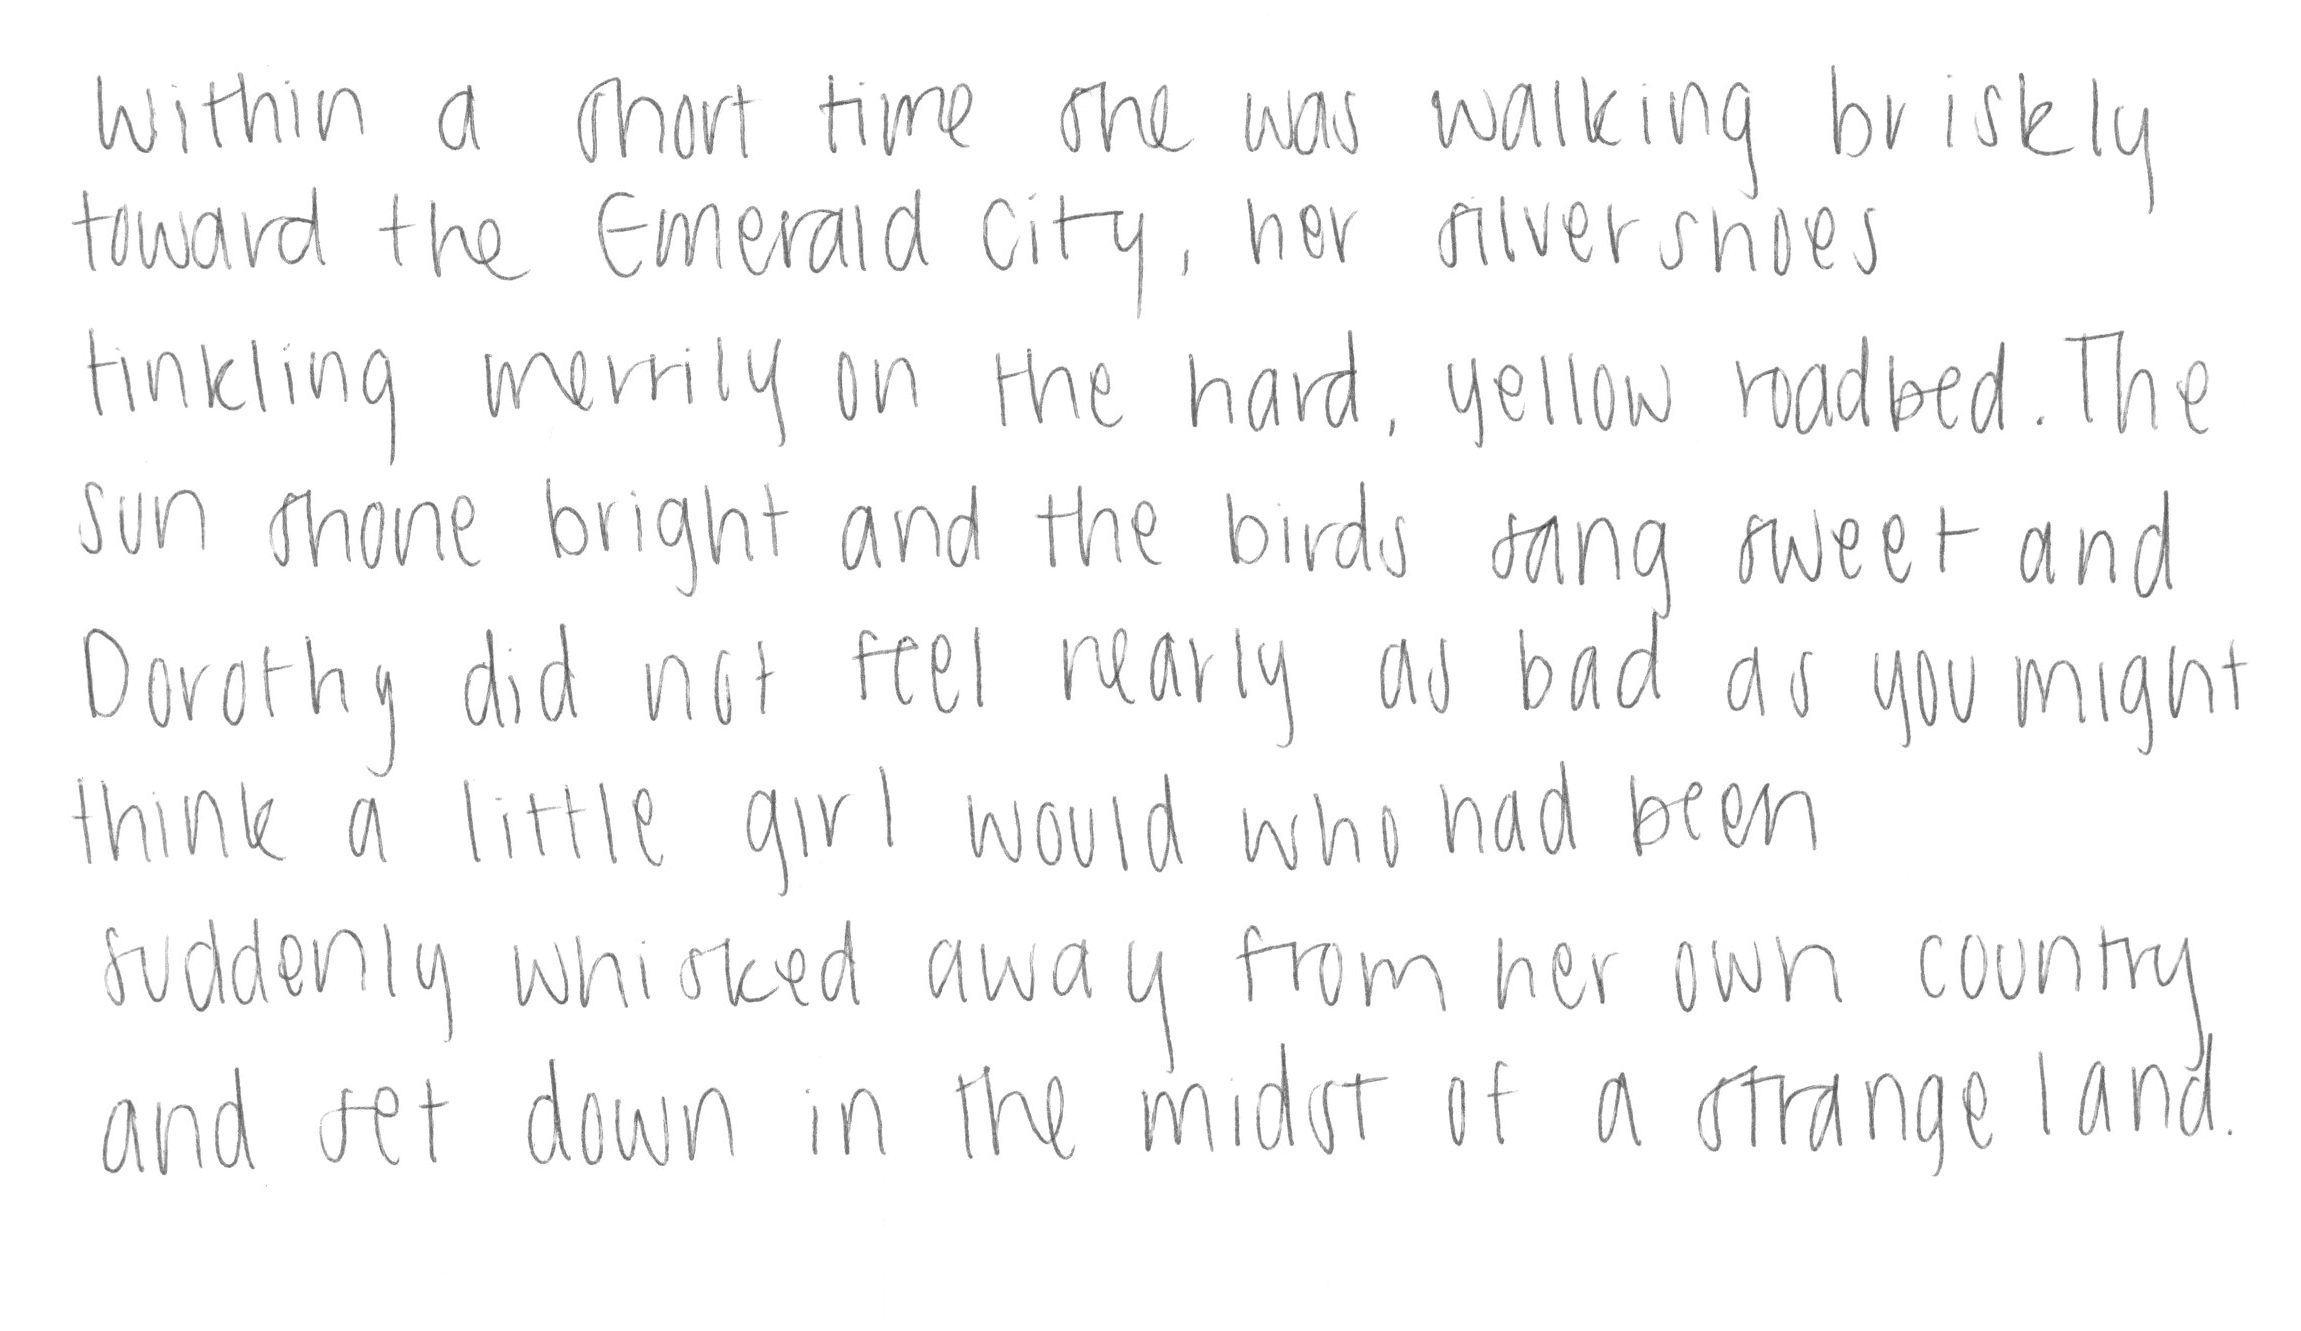 Within a short time she was walking briskly
toward the Emerald City, her silver shoes
tinkling merrily on the hard, yellow roadbed. The
sun shone bright and the birds sang sweet and
Dorothy did not feel nearly as bad as you might
think a little girl would who had been
suddenly whisked away from her own country
and set down in the midst of a strange land.